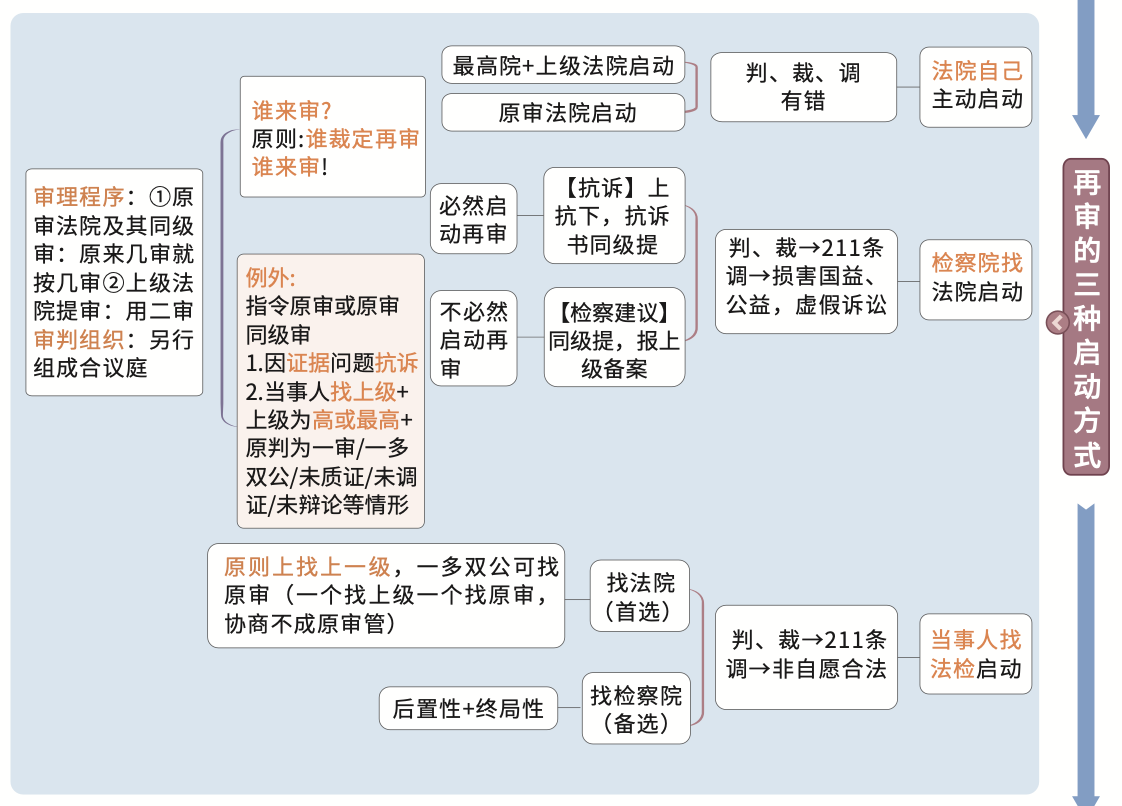 再审的三种启动方式
法院自己
主动启动
判、裁、调
有错
最高院+上级法院启动
原审法院启动
检察院找
法院启动
判、裁→211条
调→损害国益、
公益，虚假诉讼
【抗诉】上
抗下，抗诉
书同级提
必然启
动再审
【检察建议】
同级提，报上
级备案
不必然
启动再
审
谁来审?
原则:谁裁定再审
谁来审!
例外:
指令原审或原审
同级审
1.因证据问题抗诉
2.当事人找上级+
上级为高或最高+
原判为一审/一多
双公/未质证/未调
证/未辩论等情形
审理程序：①原
审法院及其同级
审：原来几审就
按几审②上级法
院提审：用二审
审判组织：另行
组成合议庭
当事人找
法检启动
判、裁→211条
调→非自愿合法
找法院
（首选）
原则上找上一级，一多双公可找
原审（一个找上级一个找原审，
协商不成原审管）
找检察院
（备选）
后置性+终局性